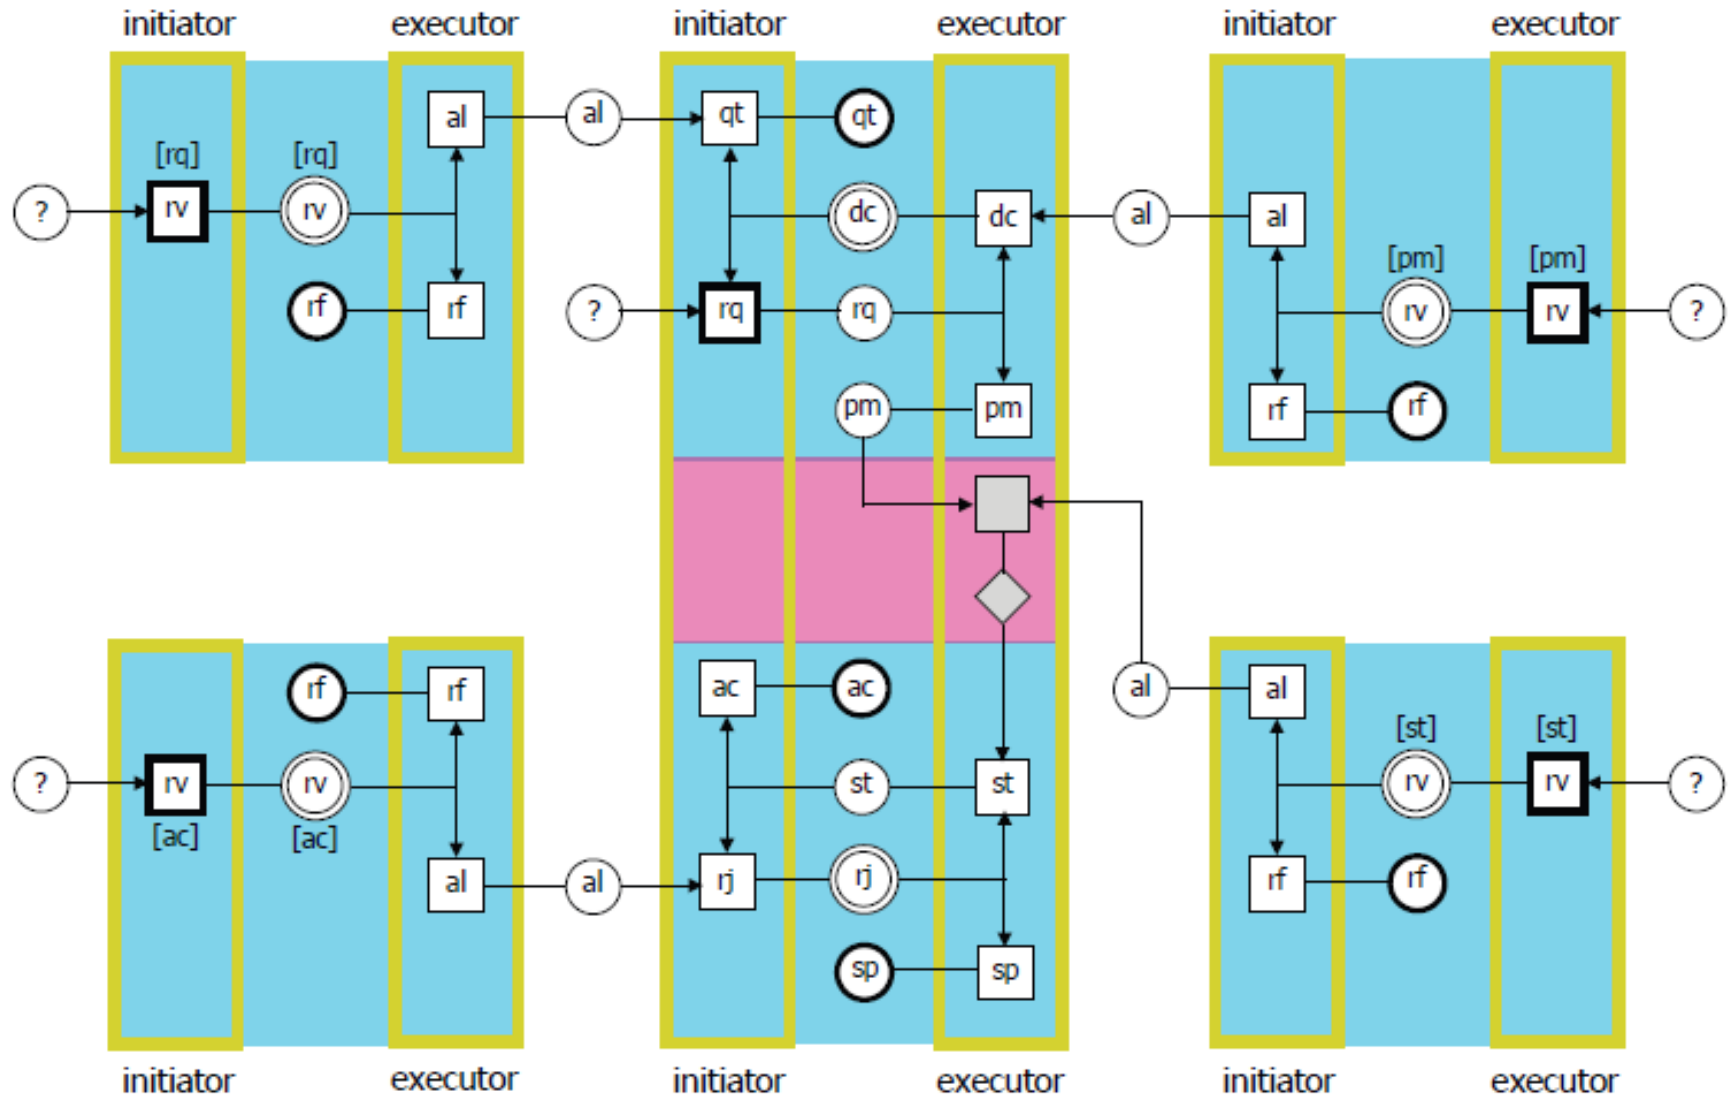 initiator executor initiator executor initiator executor
al al qt qt
[rq] [rq]
? rv rv dc dc al al
[pm] [pm]
rf rf ? rq rq rv rv ?
pm pm rf rf
rf rf ac ac al al
[st] [st]
? rv rv st st rv rv ?
[ac] [ac]
al al rj rj rf rf
sp sp
initiator executor initiator executor initiator executor